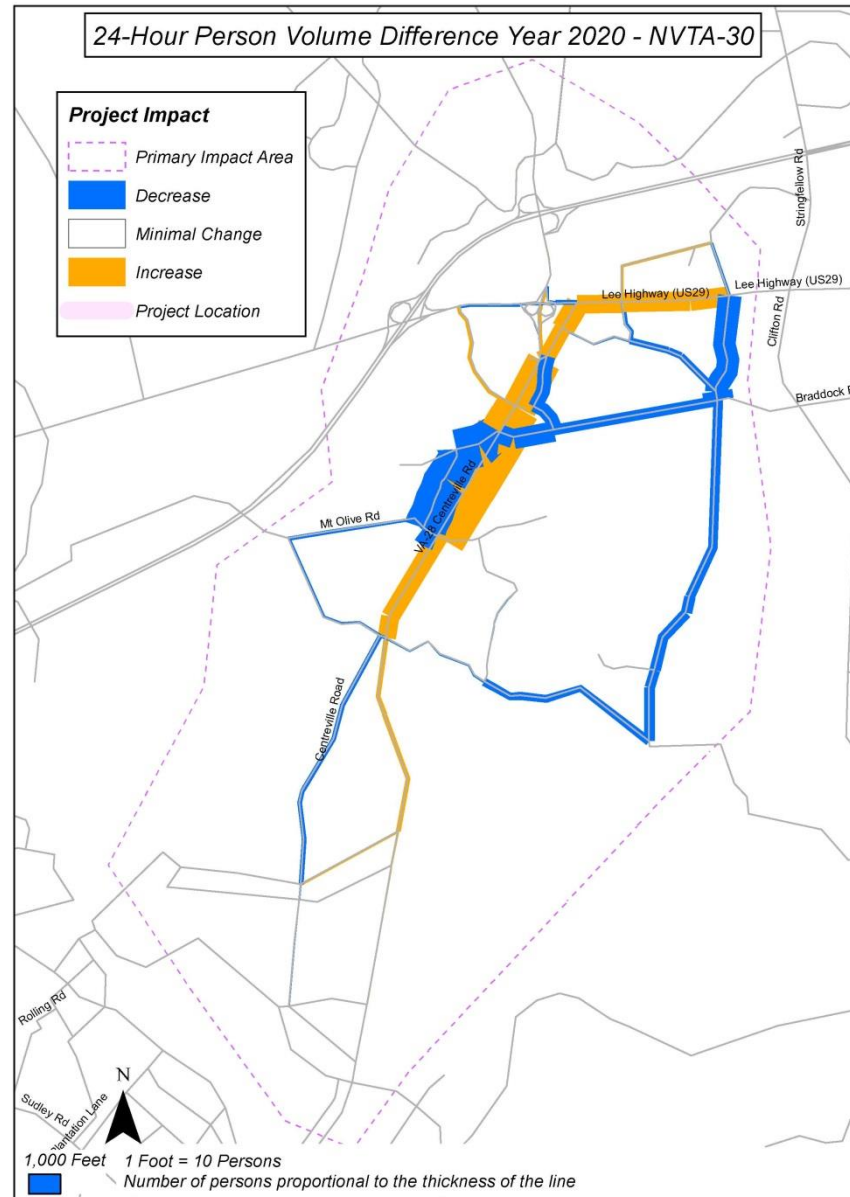 24-Hour Person Volume Difference Year 2020 - NVTA-30
Project Impact
Primary Impact Area
Decrease
Minimal Change
Increase
Project Location
Stringfellow Rd
Lee Highway (US29)
Lee Highway (US29)
Clifton Rd
Braddock
VA-28 Centreville Rd
Mt Olive Rd
Centreville Road
Rolling Rd
Sudley Rd
Plantation Lane
N
1,000 Feet 1 Foot = 10 Persons
Number of persons proportional to the thickness of the line